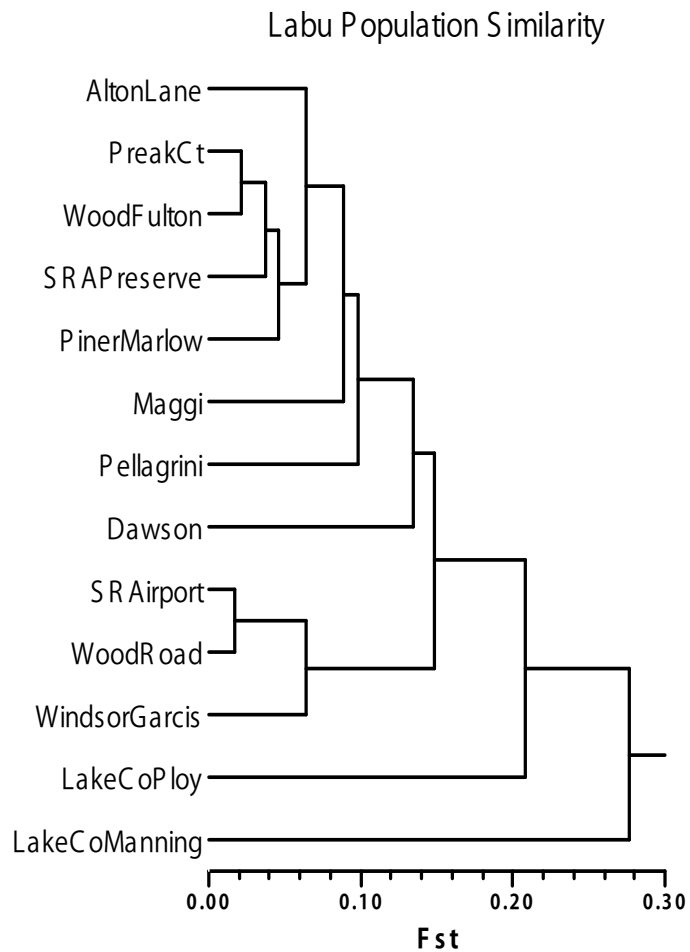 Labu Population Similarity
AltonLane
PreakCt
WoodFulton
SRAPreserve
PinerMarlow
Maggi
Pellagrini
Dawson
SRAirport
WoodRoad
WindsorGarcis
LakeCoPloy
LakeCoManning
0.00 0.10 0.20 0.30
Fst